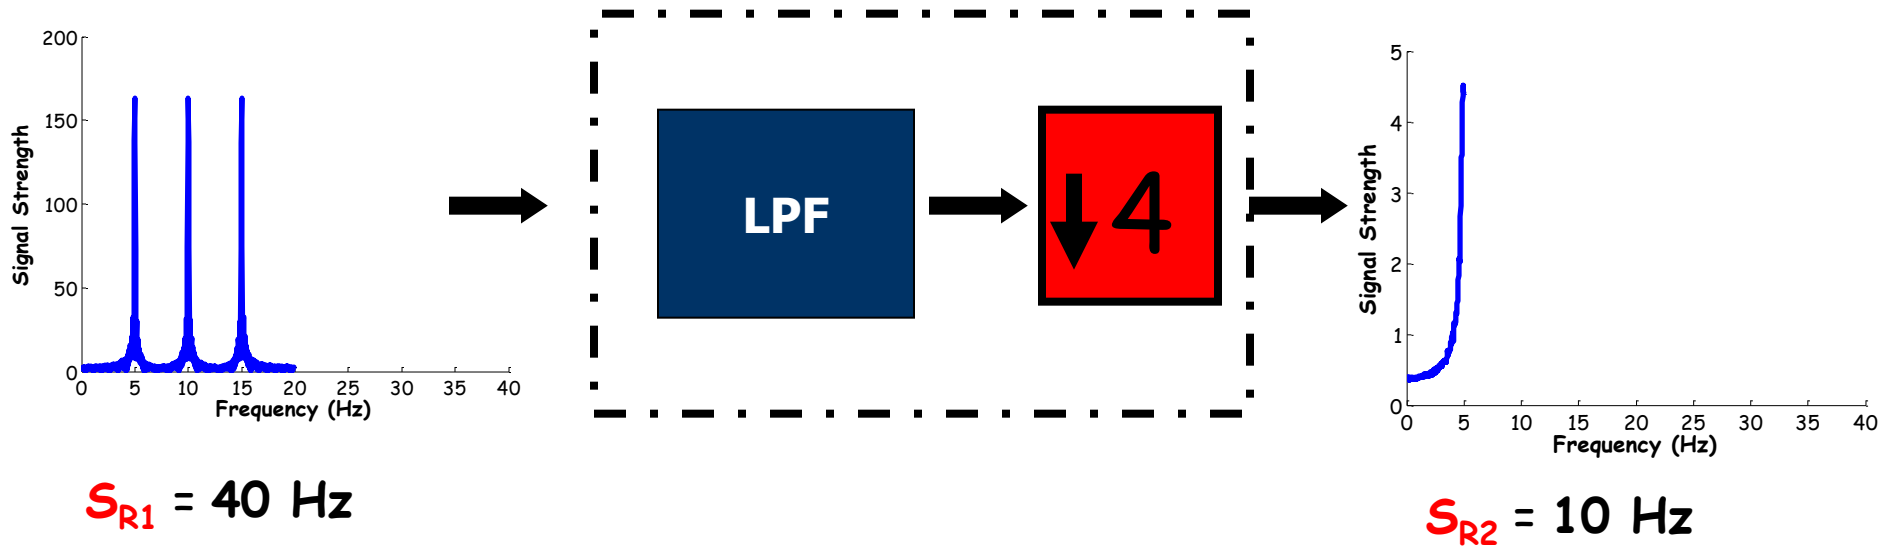 200
150
100
50
0
Signal Strength
0 5 10 15 20 25 30 35 40
Frequency (Hz)
S_R1 = 40 Hz
LPF
↓4
5
4
3
2
1
0
Signal Strength
0 5 10 15 20 25 30 35 40
Frequency (Hz)
S_R2 = 10 Hz